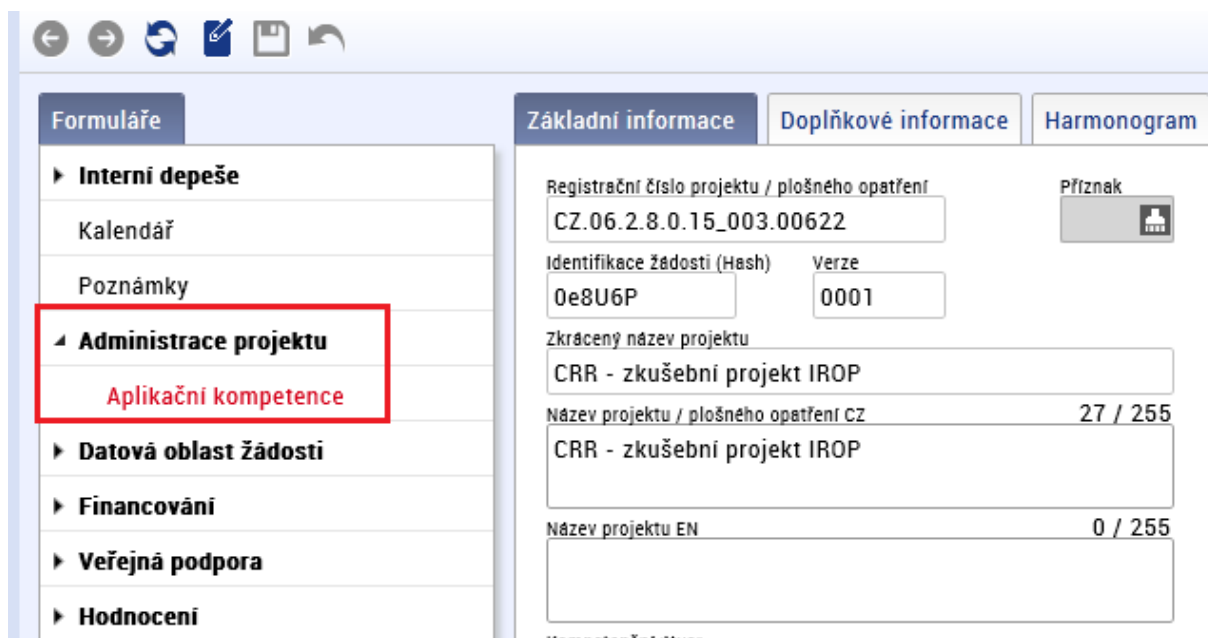 Formuláře
Interní depeše
Kalendář
Poznámky
Administrace projektu
Aplikační kompetence
Datová oblast žádosti
Financování
Veřejná podpora
Hodnocení
Základní informace Doplňkové informace Harmonogram
Registrační číslo projektu / plošného opatření Příznak
CZ.06.2.8.0.15_003.00622
Identifikace žádosti (Hash) Verze
0e8U6P 0001
Zkrácený název projektu
CRR - zkušební projekt IROP
Název projektu / plošného opatření CZ 27 / 255
CRR - zkušební projekt IROP
Název projektu EN 0 / 255